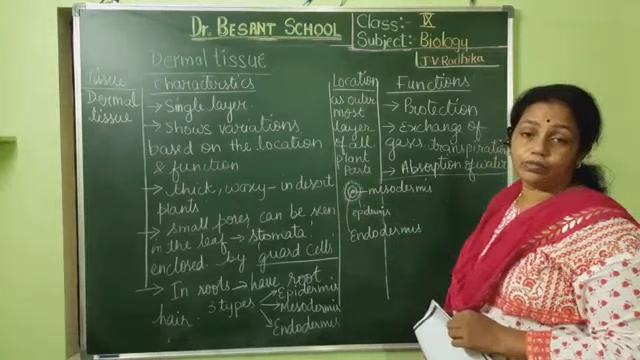 Dr. BESANT SCHOOL
Class:- IX
Subject:- Biology
J.V Radhika
Dermal tissue
Tissue
Dermal
tissue
Characterstics
→ Single layer
→ Shows variations
based on the location
& function
→ thick, waxy - in desert
plants
→ small pores can be seen
in the leaf → stomata,
enclosed by guard cells
→ In roots → have root
hair. 3 types
Epidermis
Mesodermis
Endodermis
Location
as outer
most
layer
of all
plant
Parts
mesodermis
epidermis
Endodermis
Functions
→ Protection
→ Exchange of
gases, transpiration
→ Absorption of water